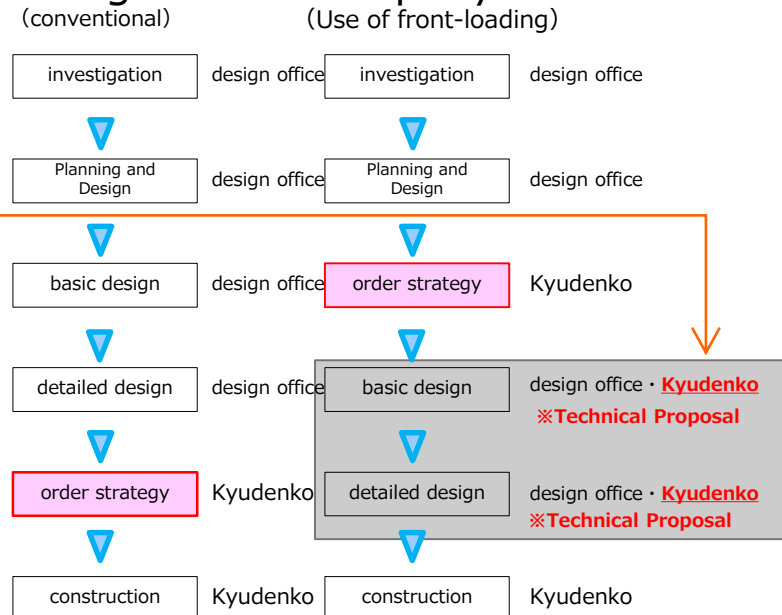 (conventional)
(Use of front-loading)
investigation
design office
investigation
design office
Planning and
Design
design office
Planning and
Design
design office
basic design
design office
order strategy
Kyudenko
detailed design
design office
basic design
design office・Kyudenko
※Technical Proposal
order strategy
Kyudenko
detailed design
design office・Kyudenko
※Technical Proposal
construction
Kyudenko
construction
Kyudenko